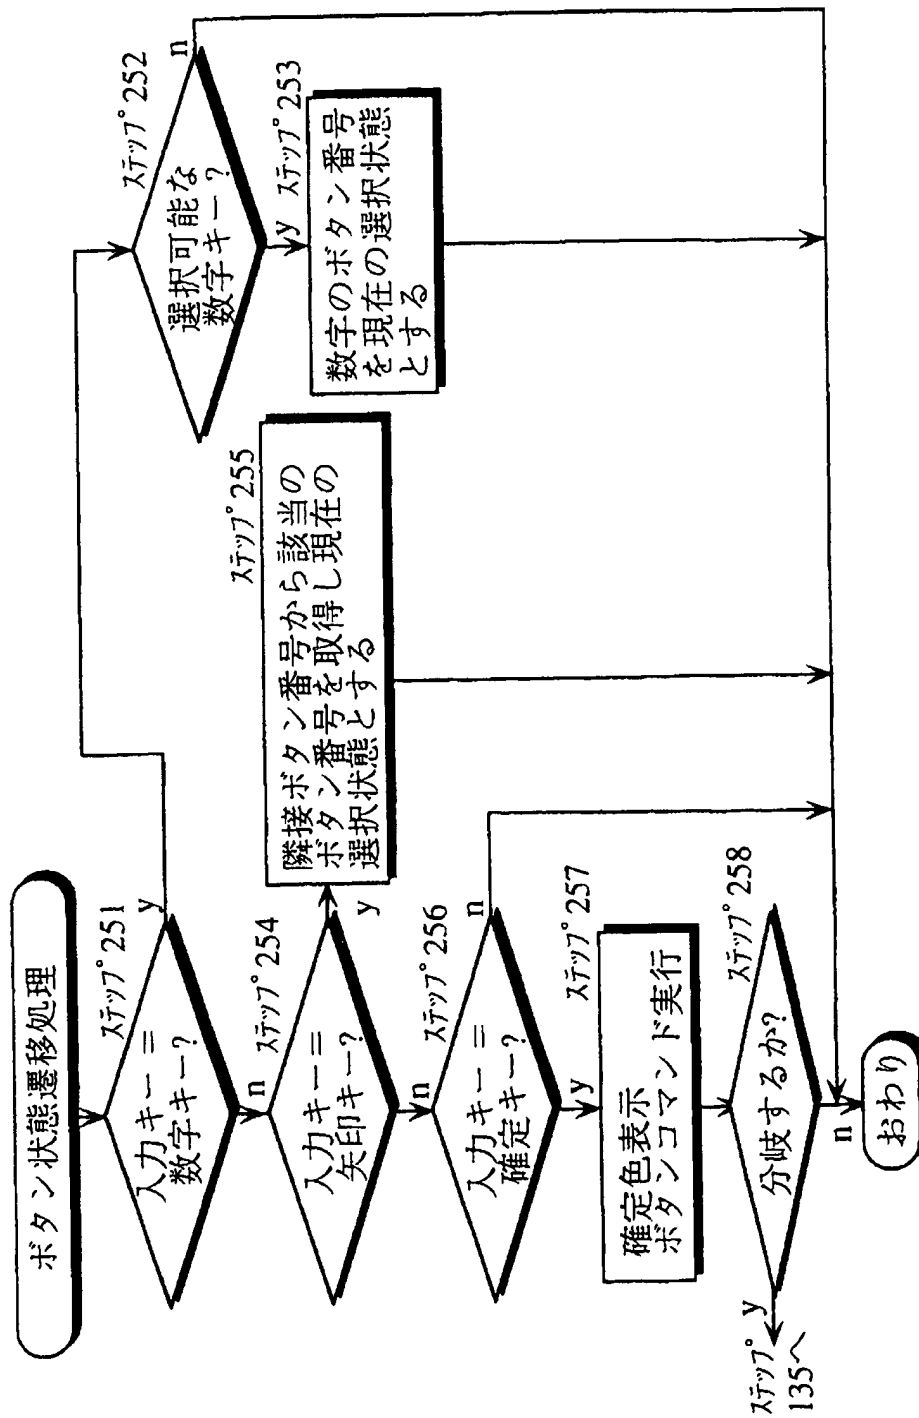 ボタン状態遷移処理
ステップ251
入力キー＝
数字キー?
y
n
ステップ252
選択可能な
数字キー?
n
y
ステップ253
数字のボタン番号
を現在の選択状態
とする
ステップ254
入力キー＝
矢印キー?
y
n
ステップ255
隣接ボタン番号から該当の
ボタン番号を取得し現在の
選択状態とする
ステップ256
入力キー＝
確定キー?
n
y
ステップ257
確定色表示
ボタンコマンド実行
ステップ258
分岐するか?
y
ステップ
135へ
n
おわり